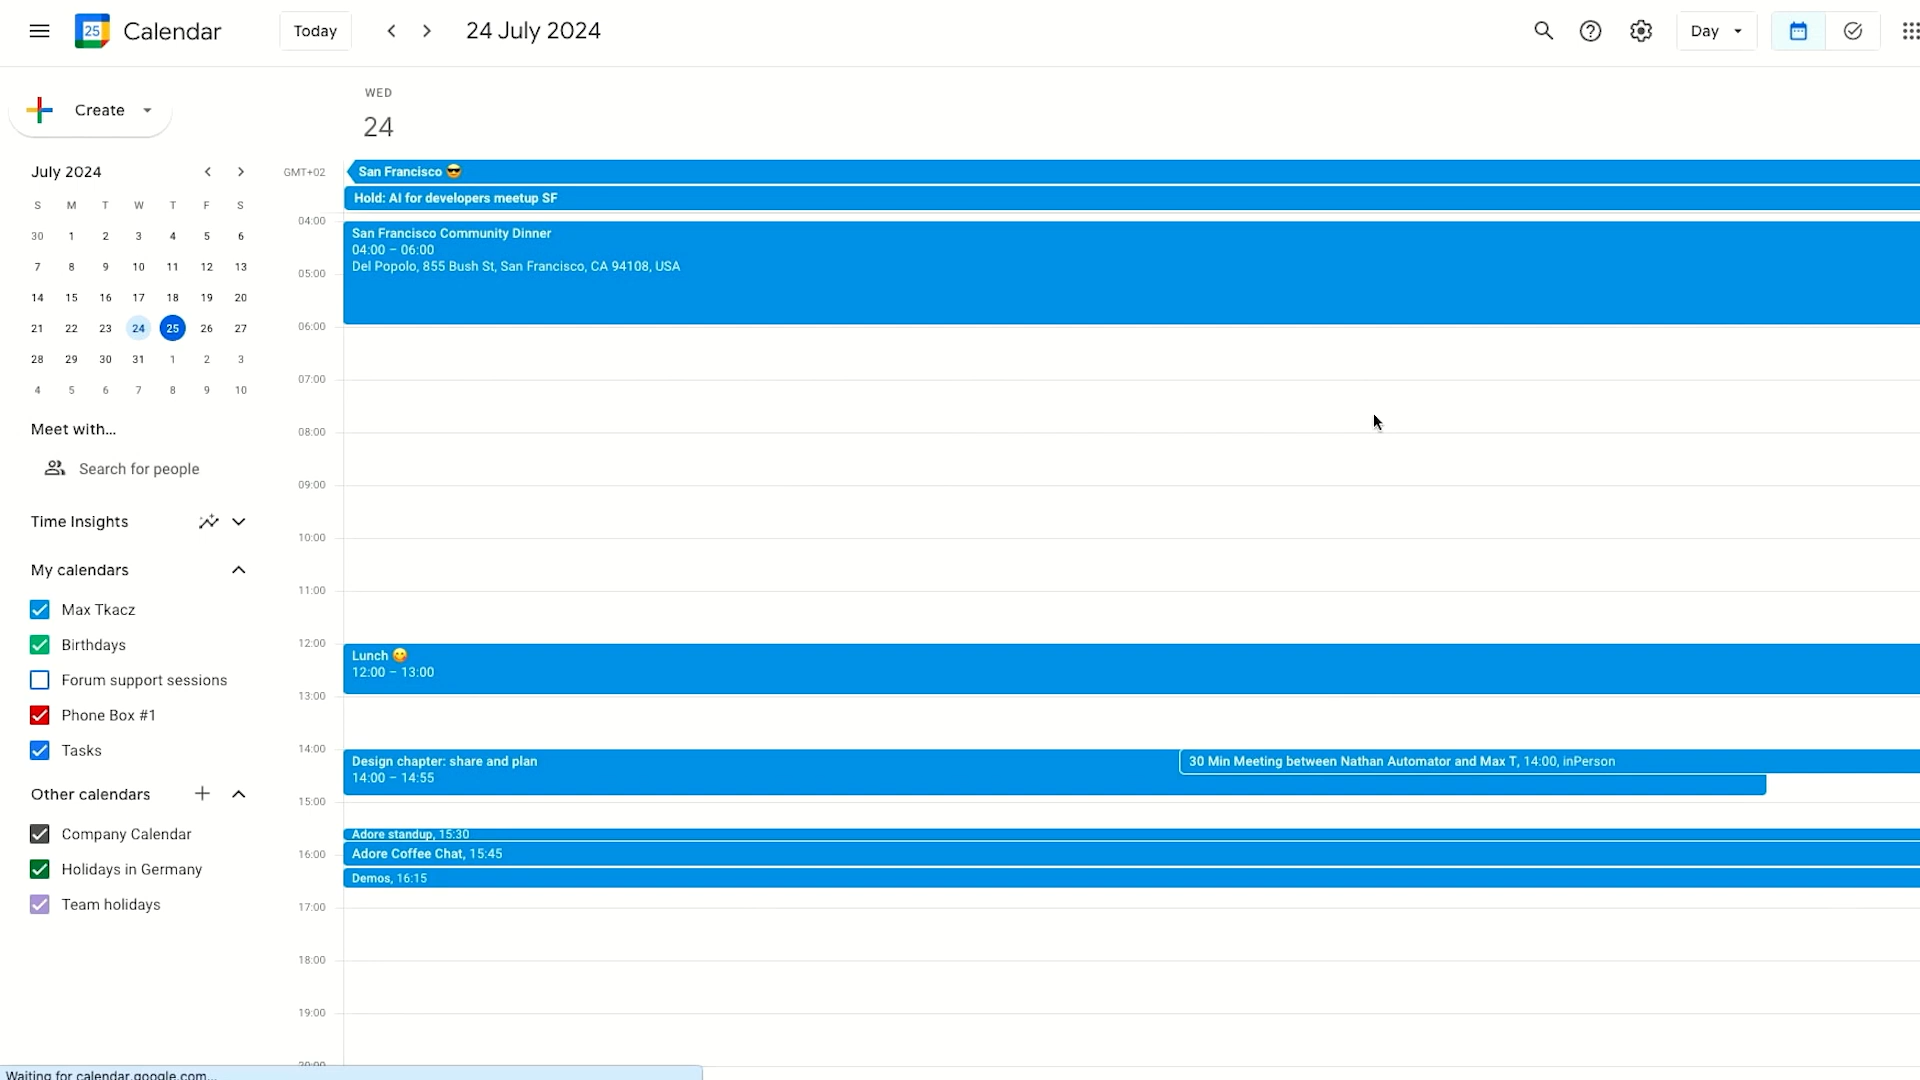 25 Calendar
Today
24 July 2024
Day
Create
WED
24
July 2024
S M T W T F S
30 1 2 3 4 5 6
7 8 9 10 11 12 13
14 15 16 17 18 19 20
21 22 23 24 25 26 27
28 29 30 31 1 2 3
4 5 6 7 8 9 10
Meet with...
Search for people
Time Insights
My calendars
Max Tkacz
Birthdays
Forum support sessions
Phone Box #1
Tasks
Other calendars
Company Calendar
Holidays in Germany
Team holidays
GMT+02
San Francisco 😎
Hold: AI for developers meetup SF
04:00
San Francisco Community Dinner
04:00 – 06:00
Del Popolo, 855 Bush St, San Francisco, CA 94108, USA
05:00
06:00
07:00
08:00
09:00
10:00
11:00
12:00
Lunch 😋
12:00 – 13:00
13:00
14:00
Design chapter: share and plan
14:00 – 14:55
30 Min Meeting between Nathan Automator and Max T, 14:00, inPerson
15:00
Adore standup, 15:30
Adore Coffee Chat, 15:45
16:00
Demos, 16:15
17:00
18:00
19:00
20:00
Waiting for calendar.google.com...